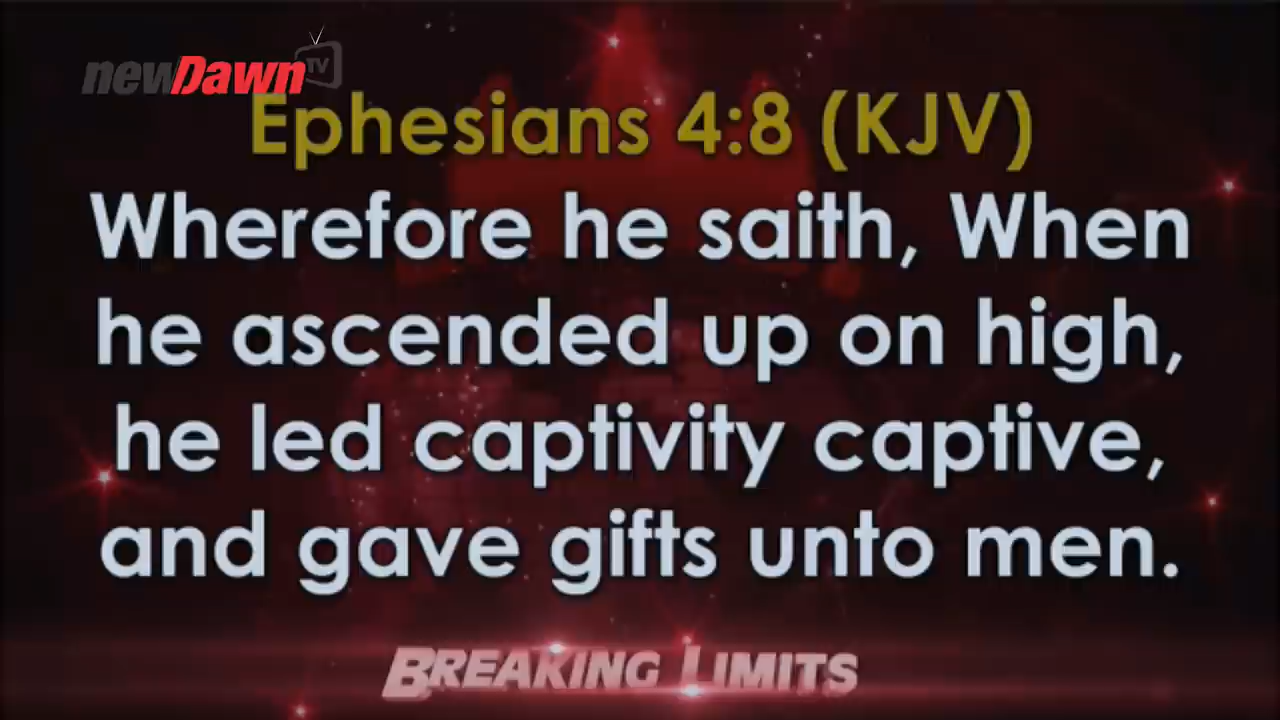 newDawn TV
Ephesians 4:8 (KJV)
Wherefore he saith, When
he ascended up on high,
he led captivity captive,
and gave gifts unto men.
BREAKING LIMITS